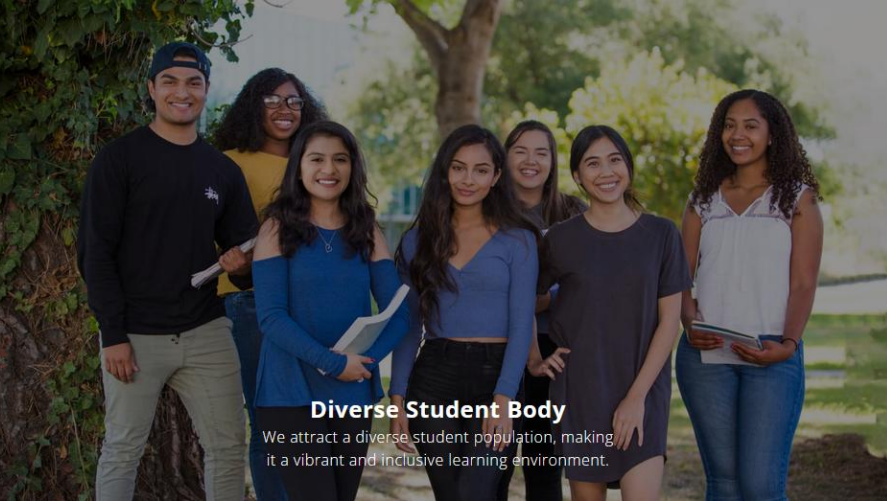 Diverse Student Body
We attract a diverse student population, making
it a vibrant and inclusive learning environment.